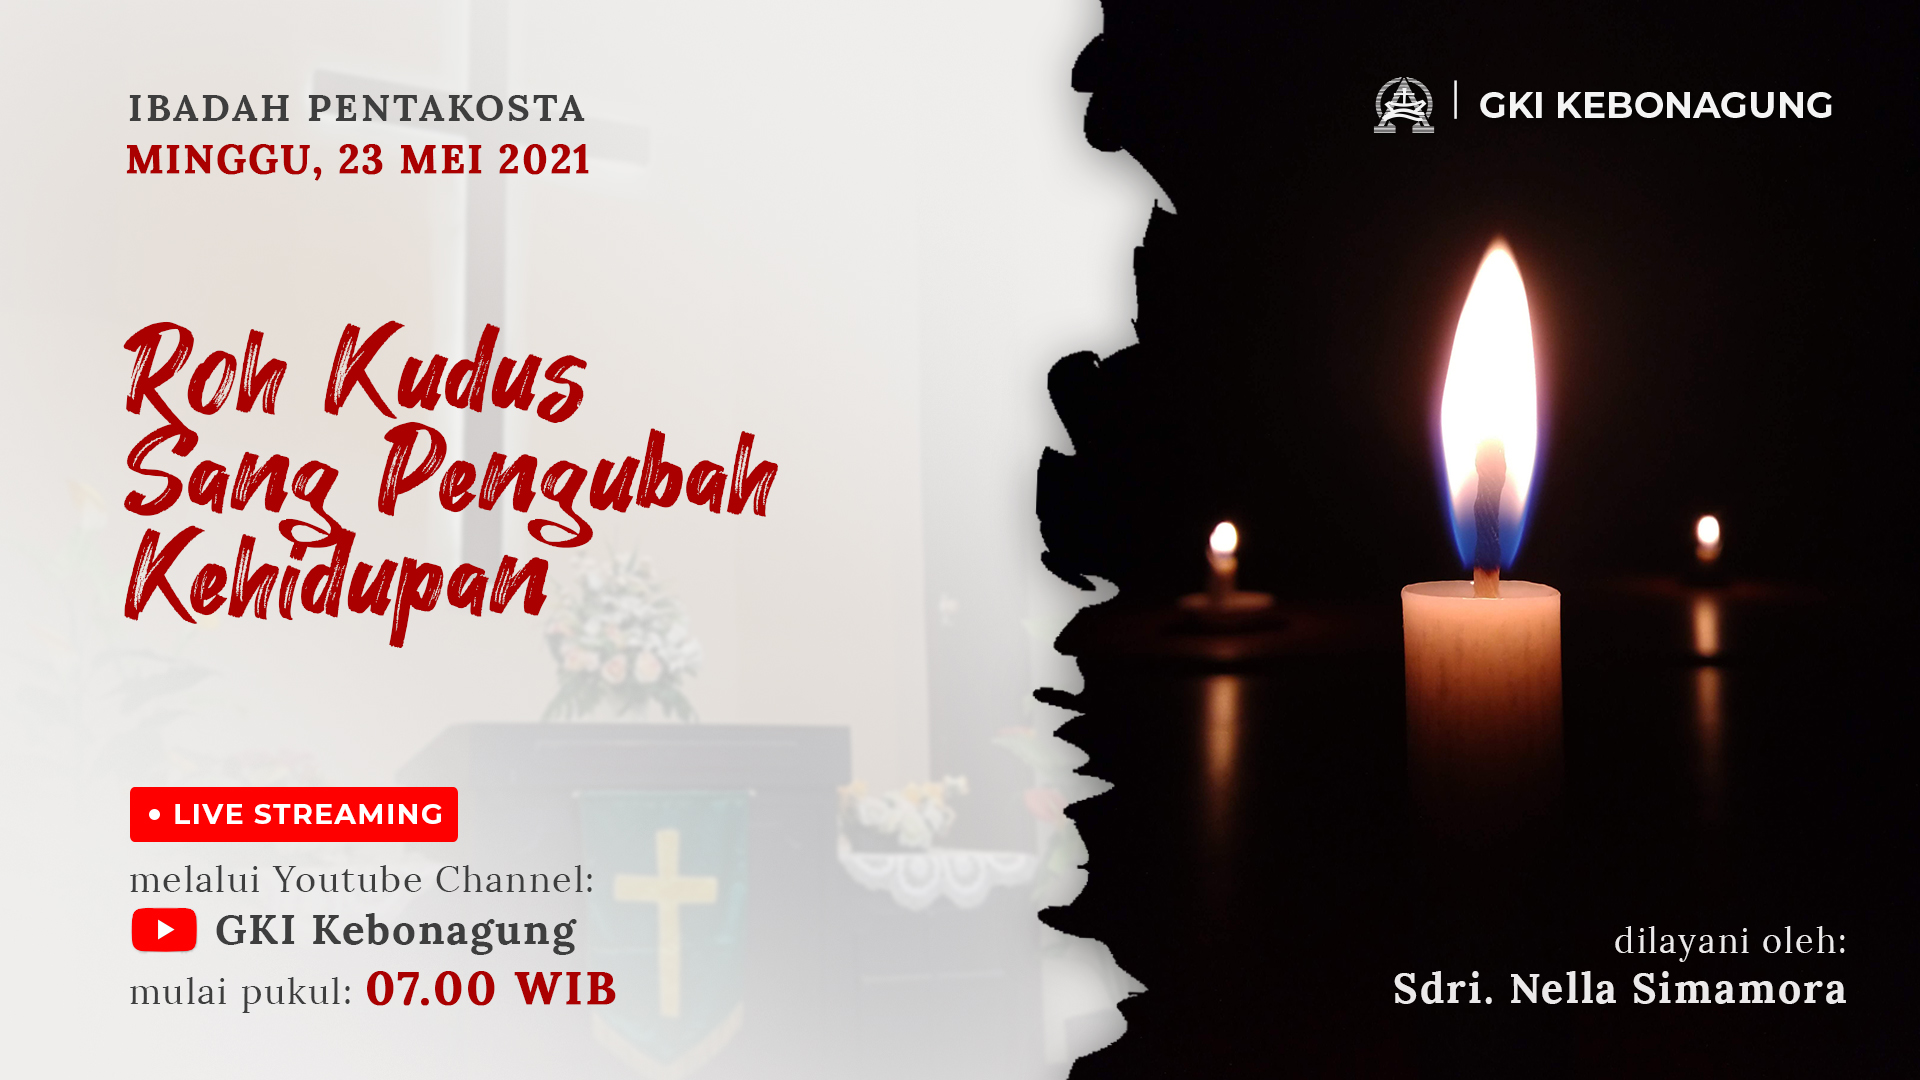 IBADAH PENTAKOSTA
MINGGU, 23 MEI 2021
GKI KEBONAGUNG
Roh Kudus
Sang Pengubah
Kehidupan
LIVE STREAMING
melalui Youtube Channel:
GKI Kebonagung
mulai pukul: 07.00 WIB
dilayani oleh:
Sdri. Nella Simamora